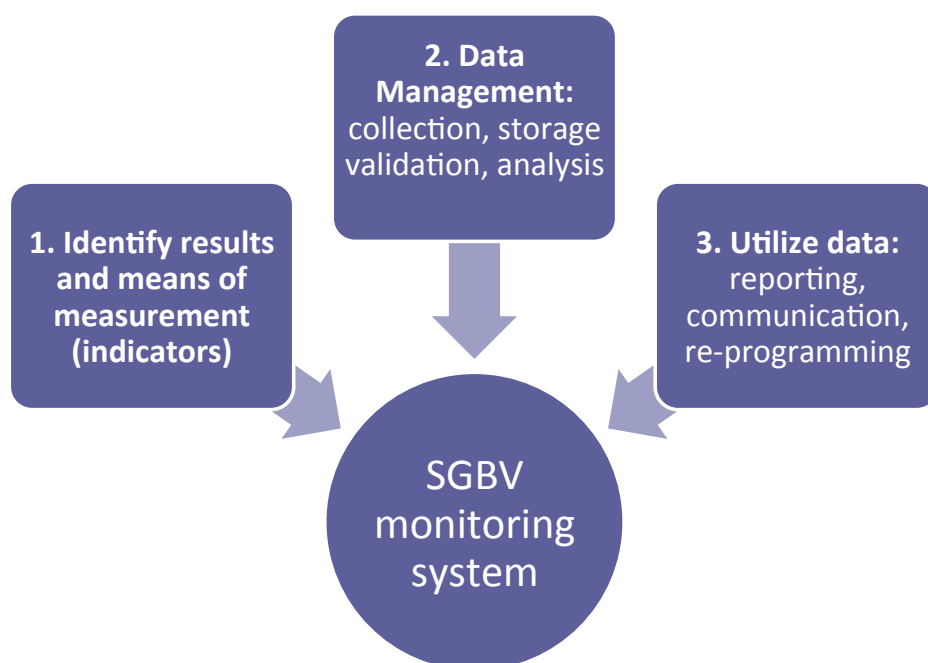 1. Identify results
and means of
measurement
(indicators)
2. Data
Management:
collection, storage
validation, analysis
3. Utilize data:
reporting,
communication,
re-programming
SGBV
monitoring
system